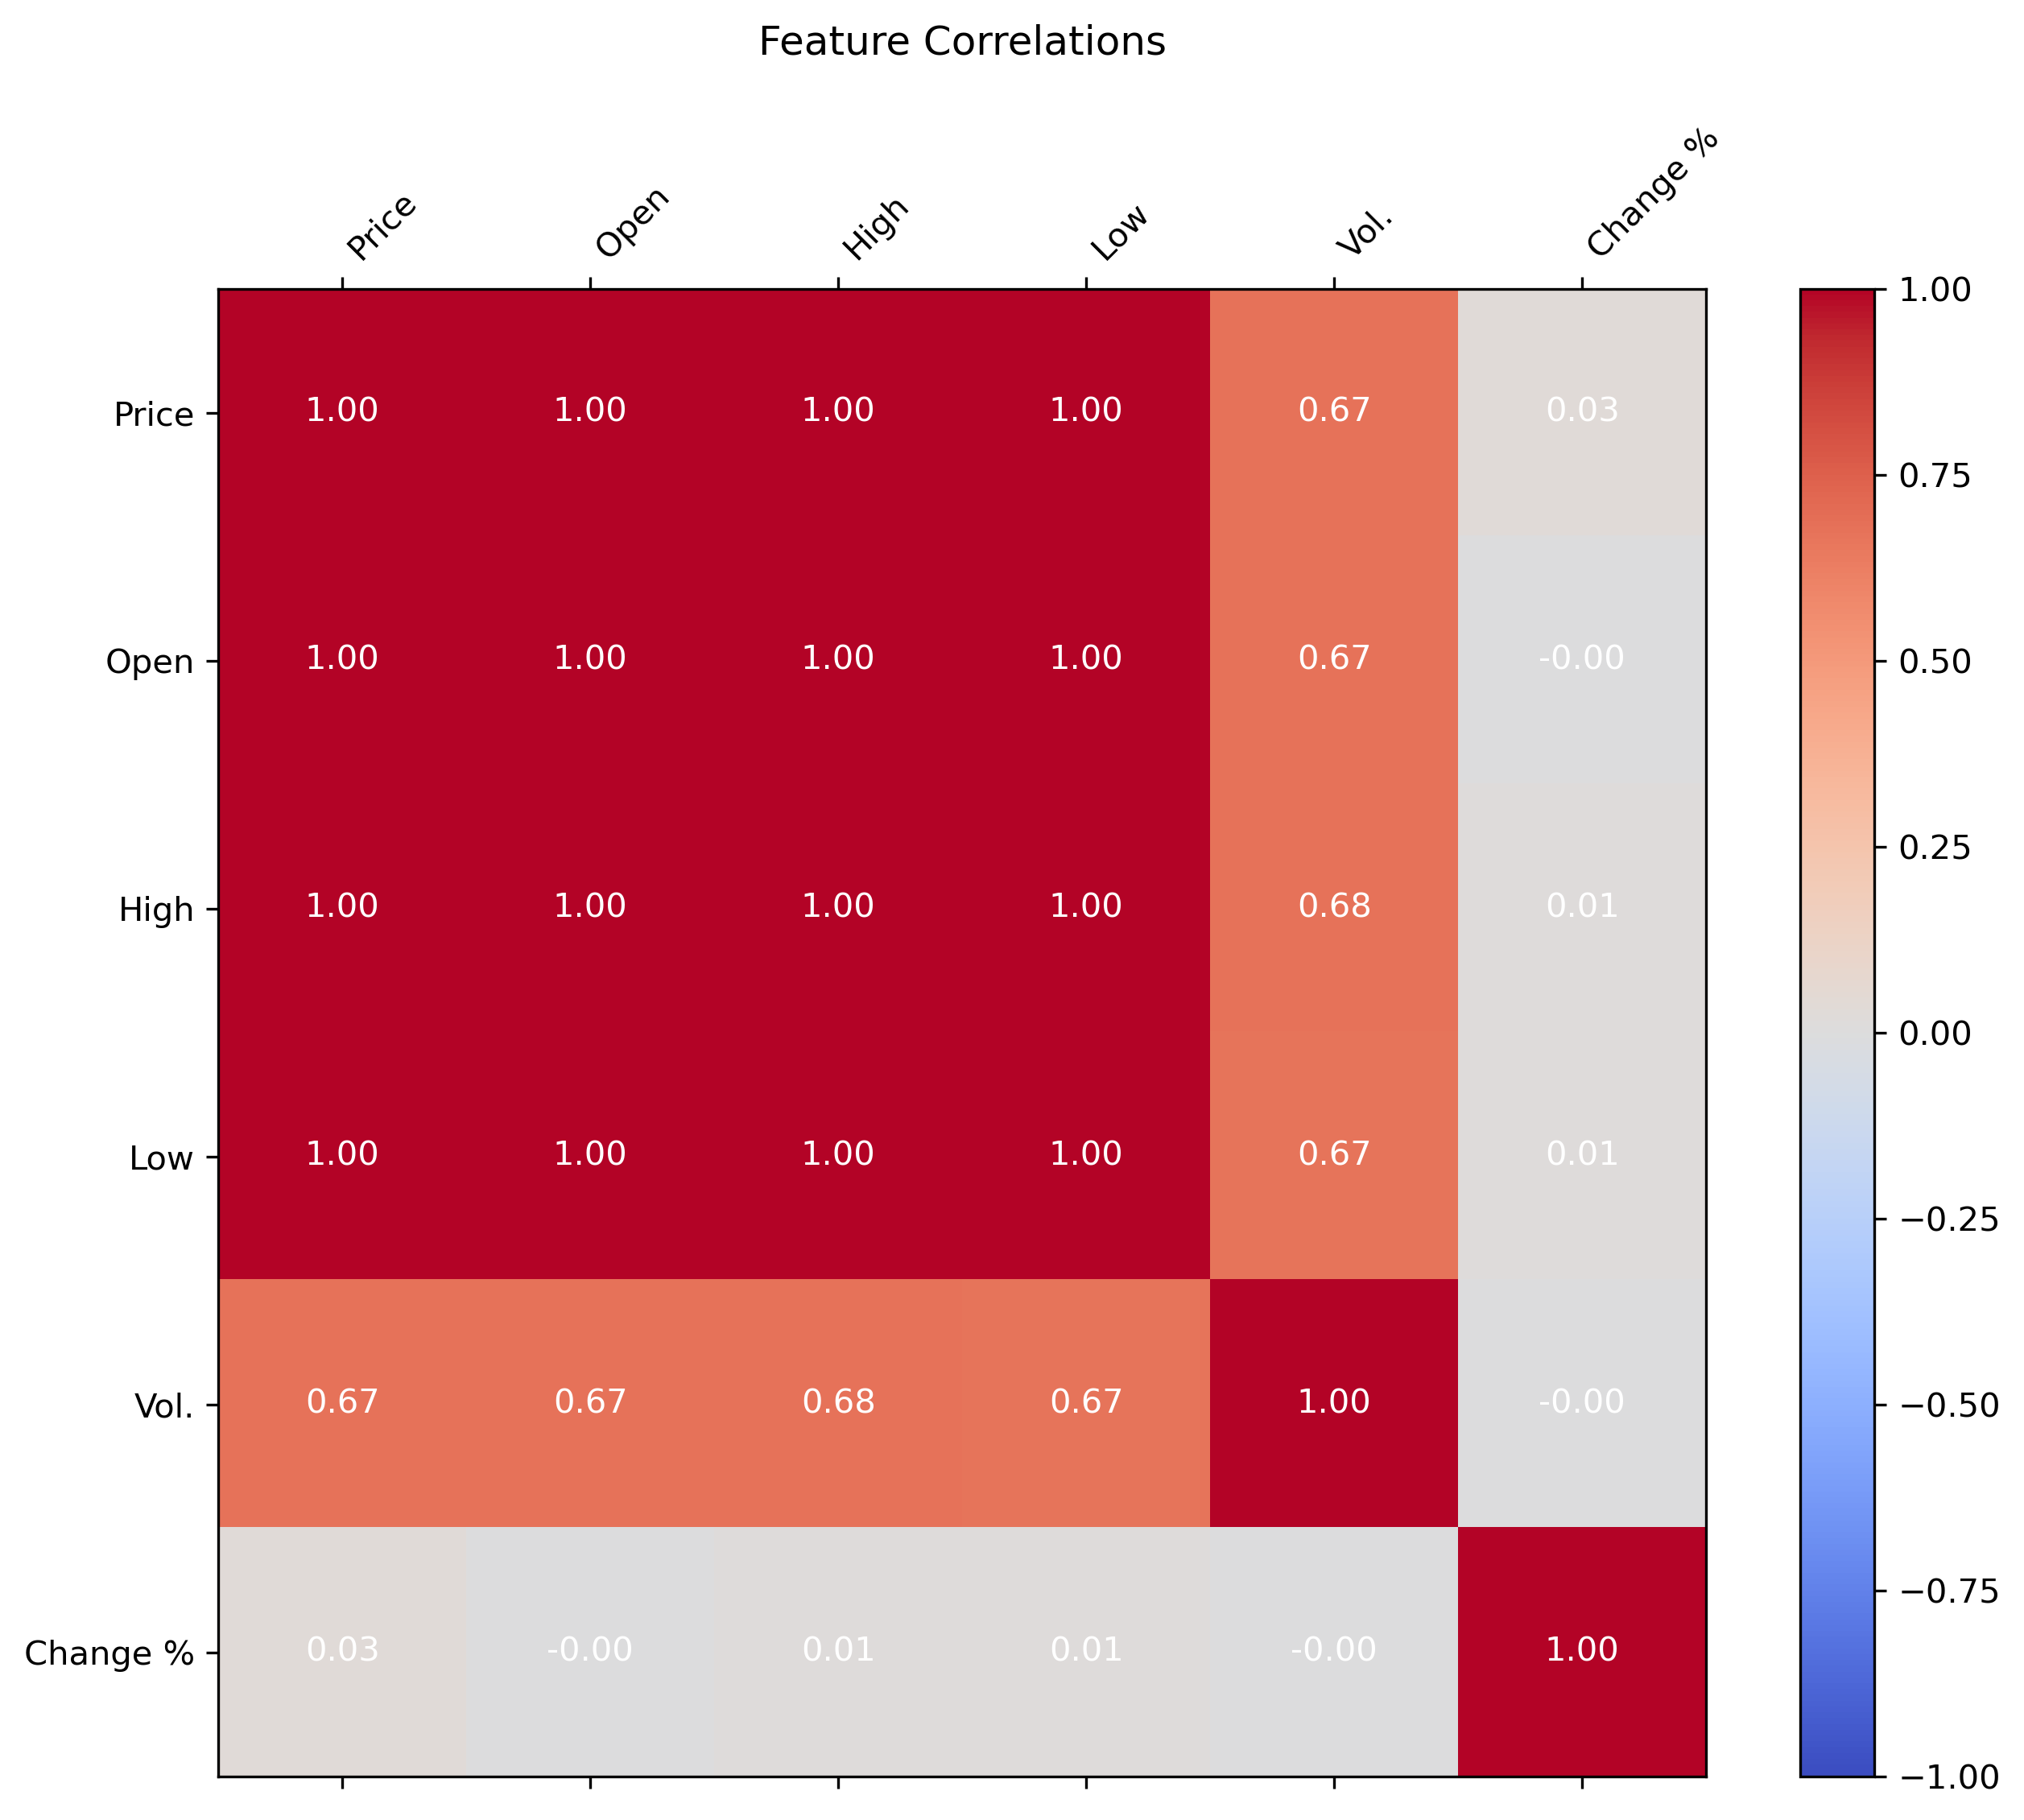 Feature Correlations
Price Open High Low Vol. Change %
Price 1.00 1.00 1.00 1.00 0.67 0.03
Open 1.00 1.00 1.00 1.00 0.67 -0.00
High 1.00 1.00 1.00 1.00 0.68 0.01
Low 1.00 1.00 1.00 1.00 0.67 0.01
Vol. 0.67 0.67 0.68 0.67 1.00 -0.00
Change % 0.03 -0.00 0.01 0.01 -0.00 1.00
1.00
0.75
0.50
0.25
0.00
−0.25
−0.50
−0.75
−1.00